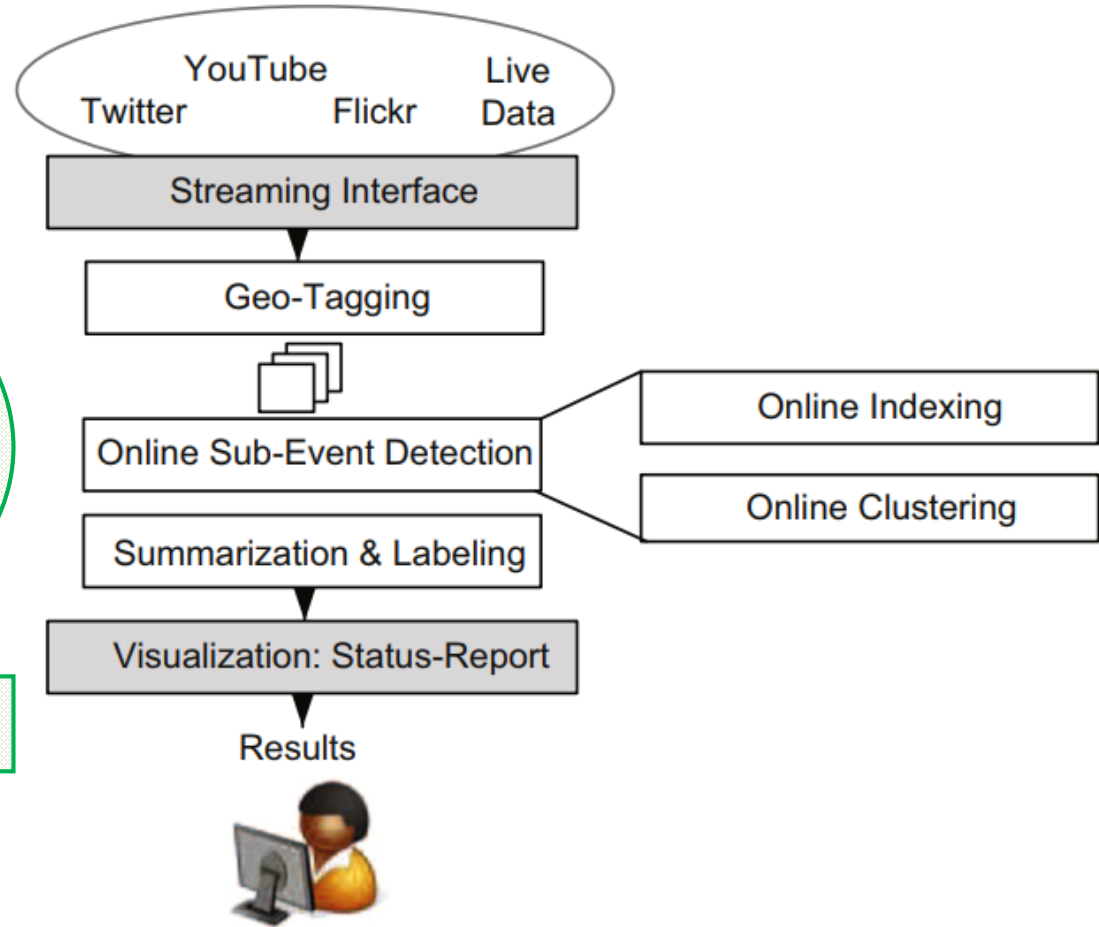 YouTube
Live
Twitter
Flickr
Data
Streaming Interface
Geo-Tagging
Online Sub-Event Detection
Online Indexing
Online Clustering
Summarization & Labeling
Visualization: Status-Report
Results